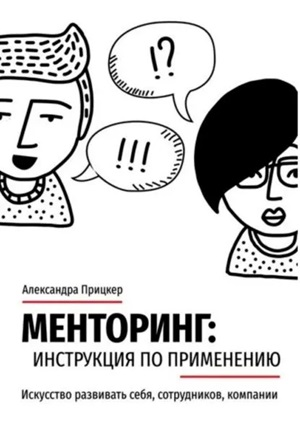 !?
!!!
Александра Прицкер
МЕНТОРИНГ:
ИНСТРУКЦИЯ ПО ПРИМЕНЕНИЮ
Искусство развивать себя, сотрудников, компании